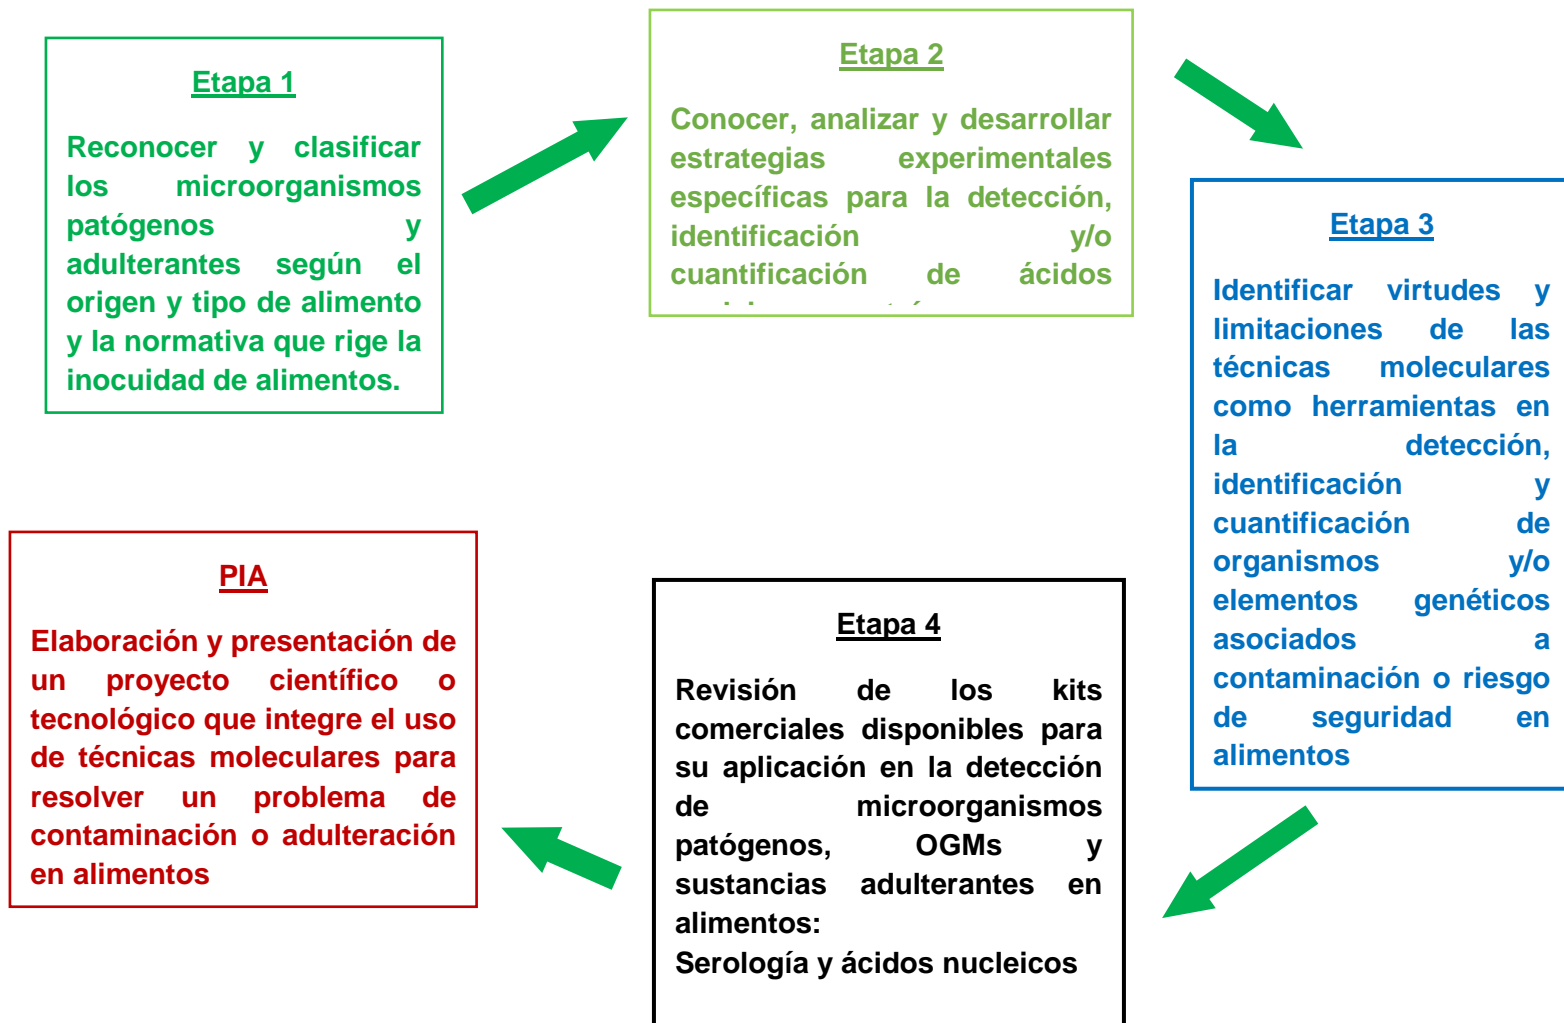 Etapa 1
Reconocer y clasificar
los microorganismos
patógenos y
adulterantes según el
origen y tipo de alimento
y la normativa que rige la
inocuidad de alimentos.
Etapa 2
Conocer, analizar y desarrollar
estrategias experimentales
específicas para la detección,
identificación y/o
cuantificación de ácidos
Etapa 3
Identificar virtudes y
limitaciones de las
técnicas moleculares
como herramientas en
la detección,
identificación y
cuantificación de
organismos y/o
elementos genéticos
asociados a
contaminación o riesgo
de seguridad en
alimentos
Etapa 4
Revisión de los kits
comerciales disponibles para
su aplicación en la detección
de microorganismos
patógenos, OGMs y
sustancias adulterantes en
alimentos:
Serología y ácidos nucleicos
PIA
Elaboración y presentación de
un proyecto científico o
tecnológico que integre el uso
de técnicas moleculares para
resolver un problema de
contaminación o adulteración
en alimentos